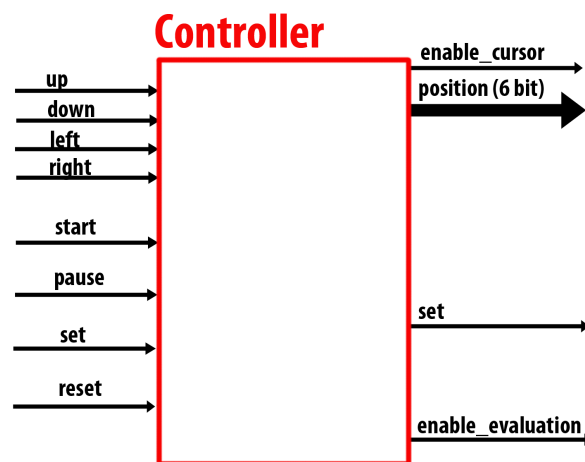 Controller
up
down
left
right
start
pause
set
reset
enable_cursor
position (6 bit)
set
enable_evaluation